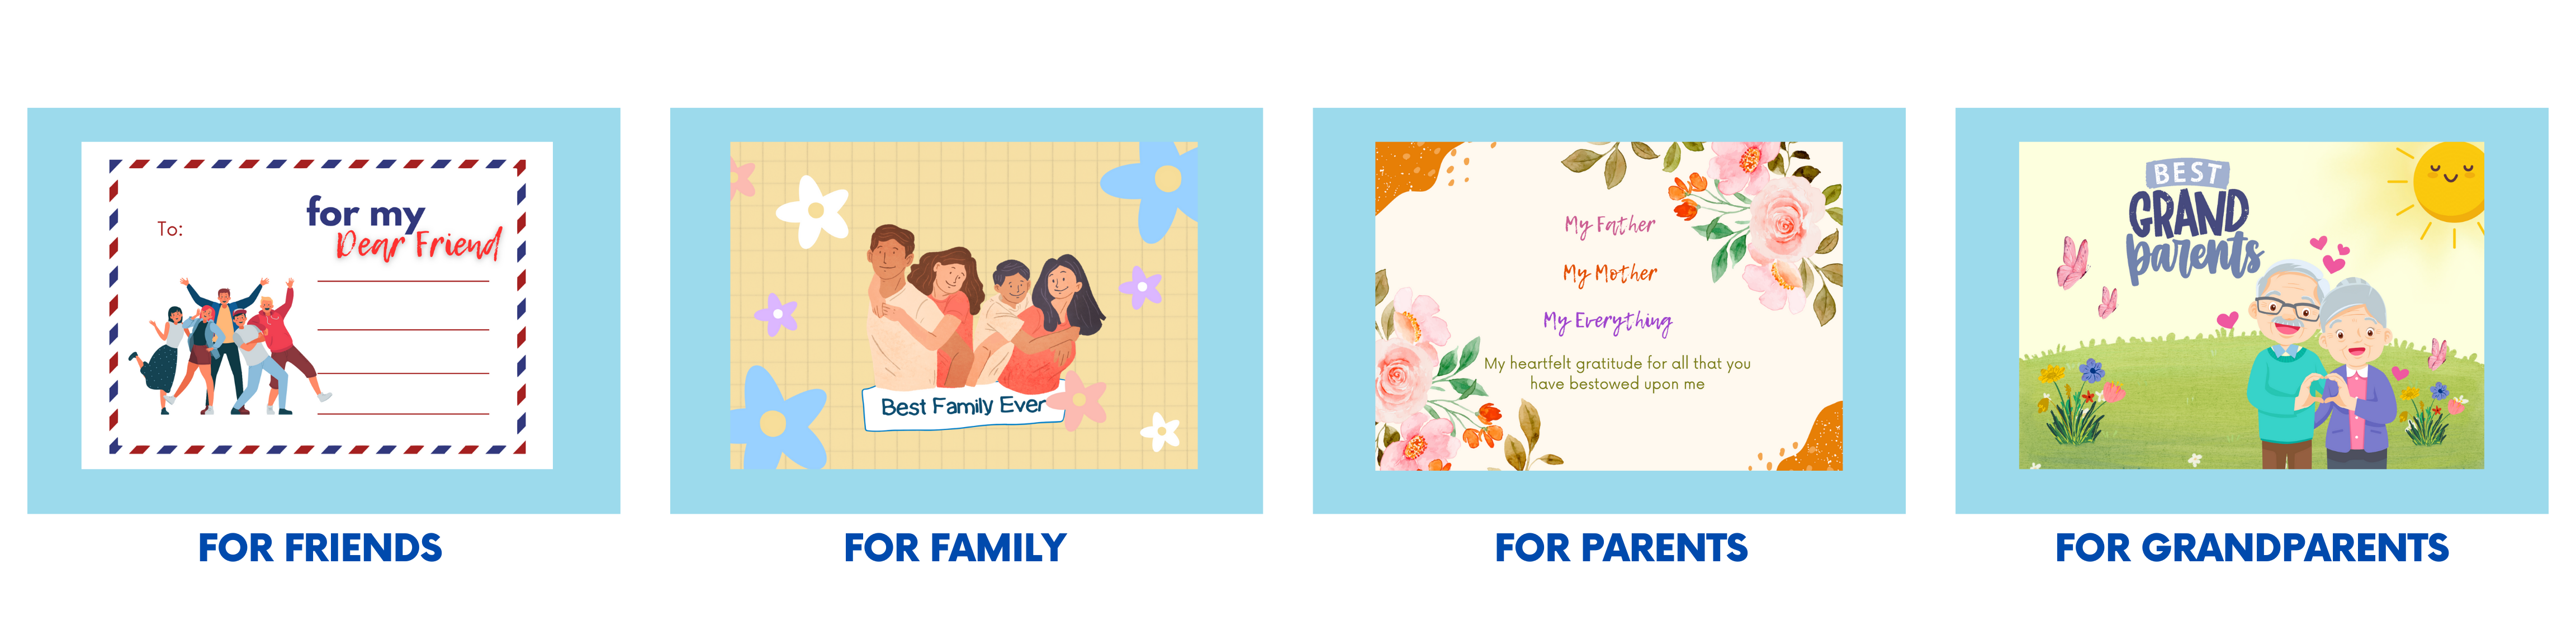 To:
for my
Dear Friend
FOR FRIENDS
Best Family Ever
FOR FAMILY
My Father
My Mother
My Everything
My heartfelt gratitude for all that you
have bestowed upon me
FOR PARENTS
BEST
GRAND
parents
FOR GRANDPARENTS